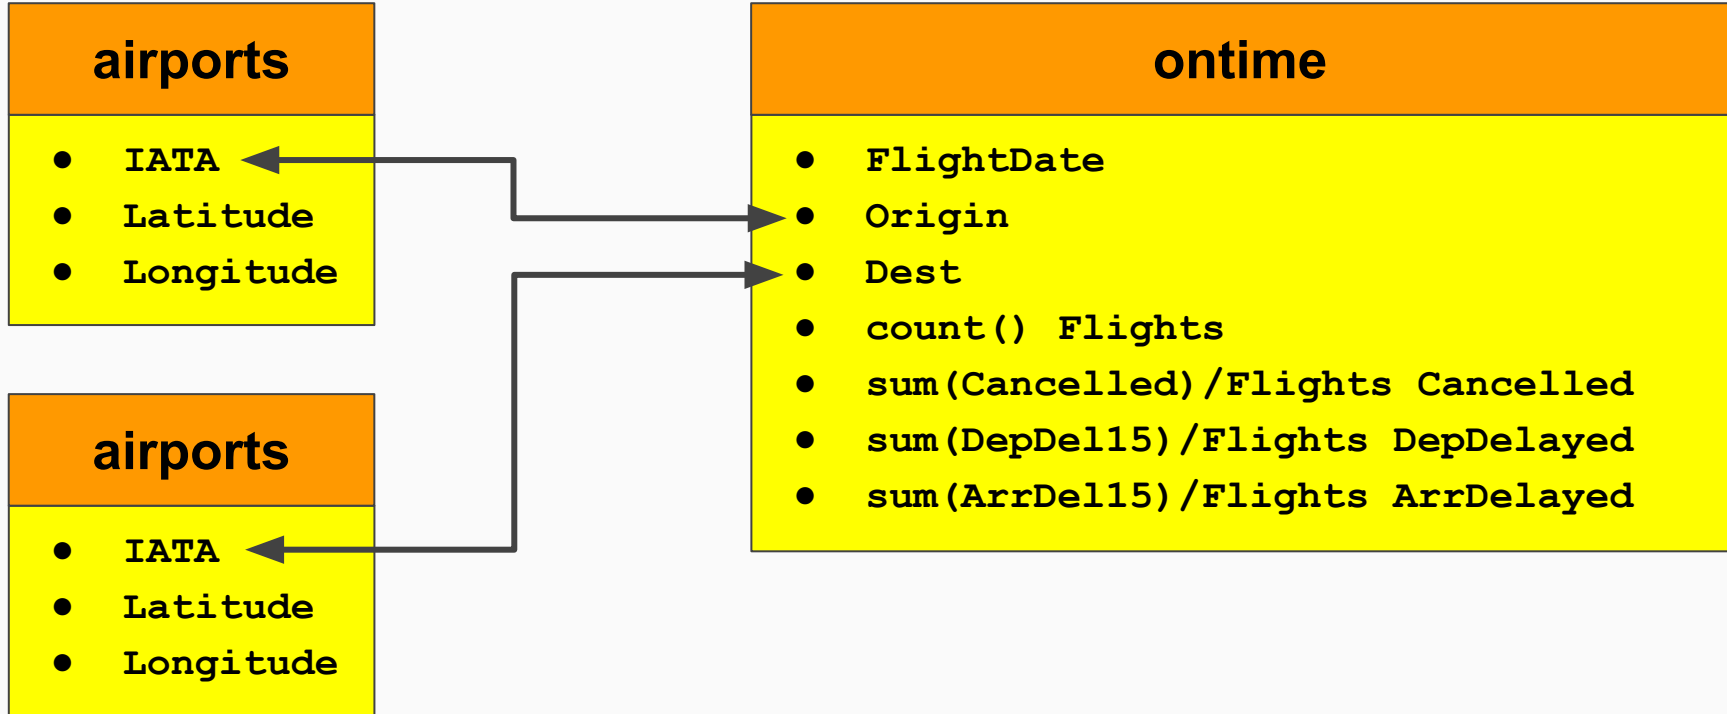 airports
● IATA
● Latitude
● Longitude
airports
● IATA
● Latitude
● Longitude
ontime
● FlightDate
● Origin
● Dest
● count() Flights
● sum(Cancelled)/Flights Cancelled
● sum(DepDel15)/Flights DepDelayed
● sum(ArrDel15)/Flights ArrDelayed